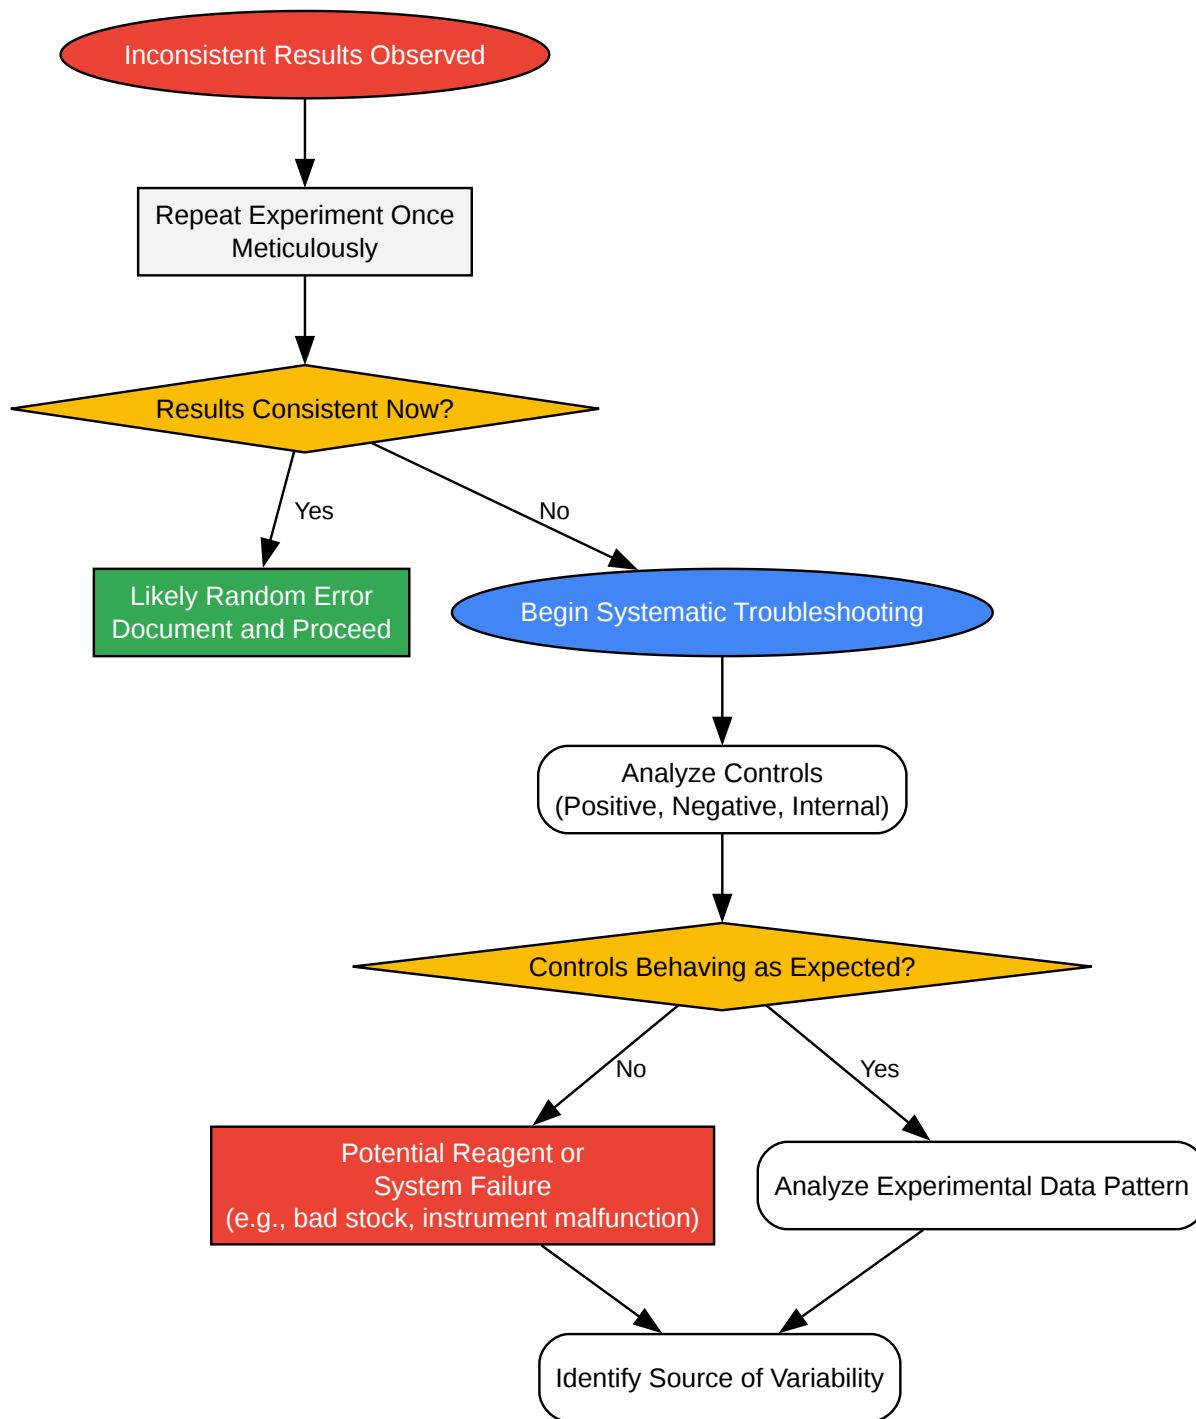 Inconsistent Results Observed
Repeat Experiment Once
Meticulously
Results Consistent Now?
Yes
No
Likely Random Error
Document and Proceed
Begin Systematic Troubleshooting
Analyze Controls
(Positive, Negative, Internal)
Controls Behaving as Expected?
No
Yes
Potential Reagent or
System Failure
(e.g., bad stock, instrument malfunction)
Analyze Experimental Data Pattern
Identify Source of Variability